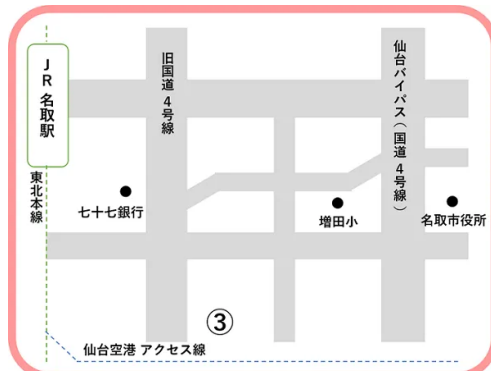 JR名取駅
東北本線
旧国道4号線
仙台バイパス(国道4号線)
七十七銀行
増田小
名取市役所
③
仙台空港 アクセス線